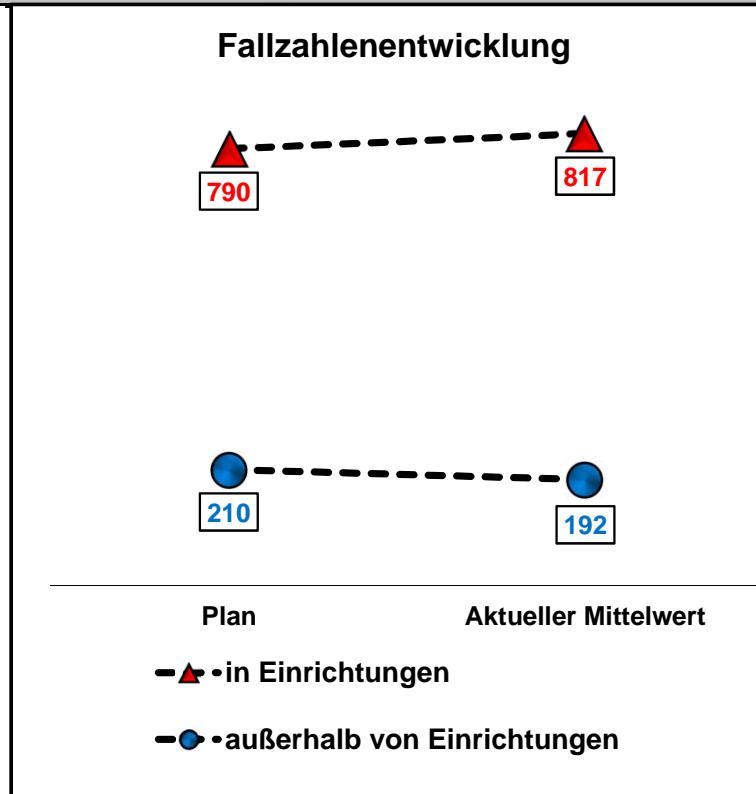 Fallzahlenentwicklung
790
817
210
192
Plan Aktueller Mittelwert
in Einrichtungen
außerhalb von Einrichtungen